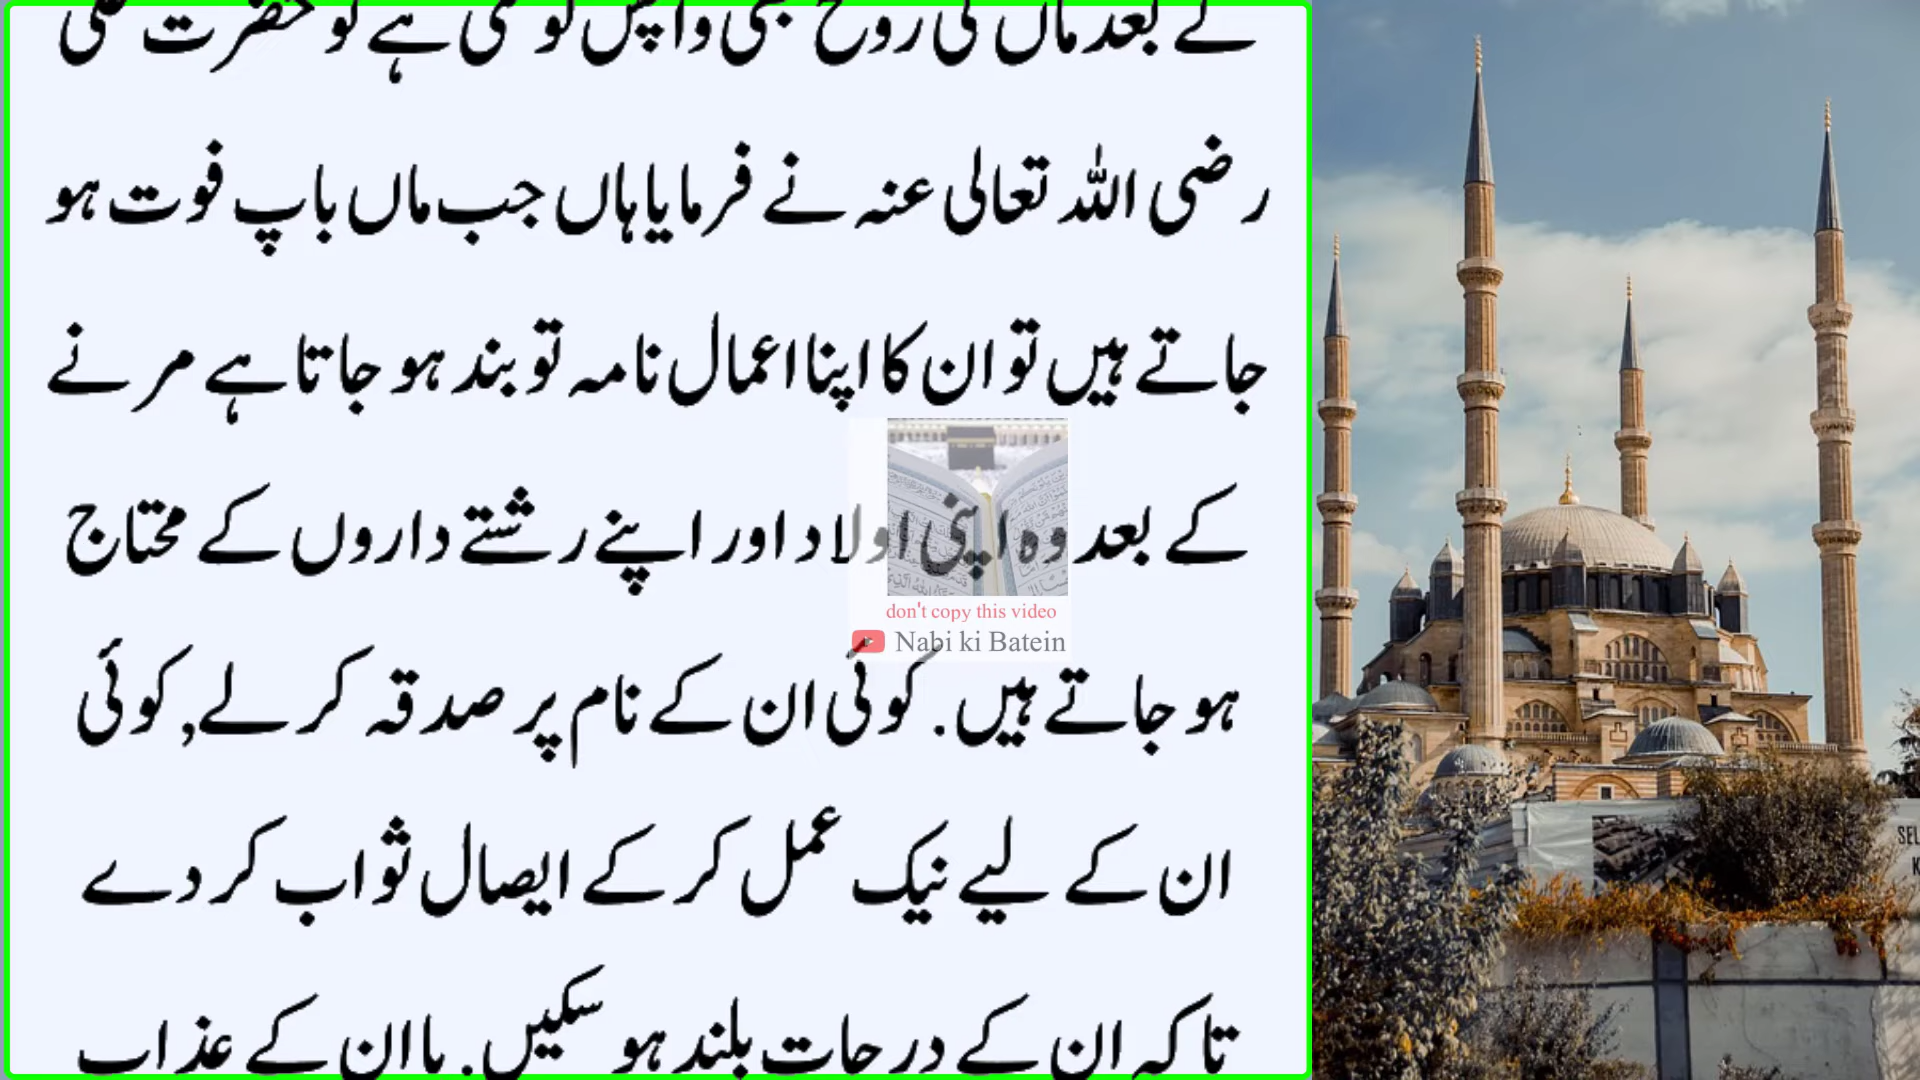 کے بعد ماں کی روح بھی واپس لوٹتی ہے تو حضرت علی
رضی اللہ تعالی عنہ نے فرمایا ہاں جب ماں باپ فوت ہو
جاتے ہیں تو ان کا اپنا اعمال نامہ تو بند ہو جاتا ہے مرنے
کے بعد وہ اپنی اولاد اور اپنے رشتے داروں کے محتاج
ہو جاتے ہیں. کوئی ان کے نام پر صدقہ کر لے, کوئی
ان کے لیے نیک عمل کر کے ایصال ثواب کر دے
تاکہ ان کے درجات بلند ہو سکیں. یا ان کے عذاب
don't copy this video
Nabi ki Batein
SEL
K